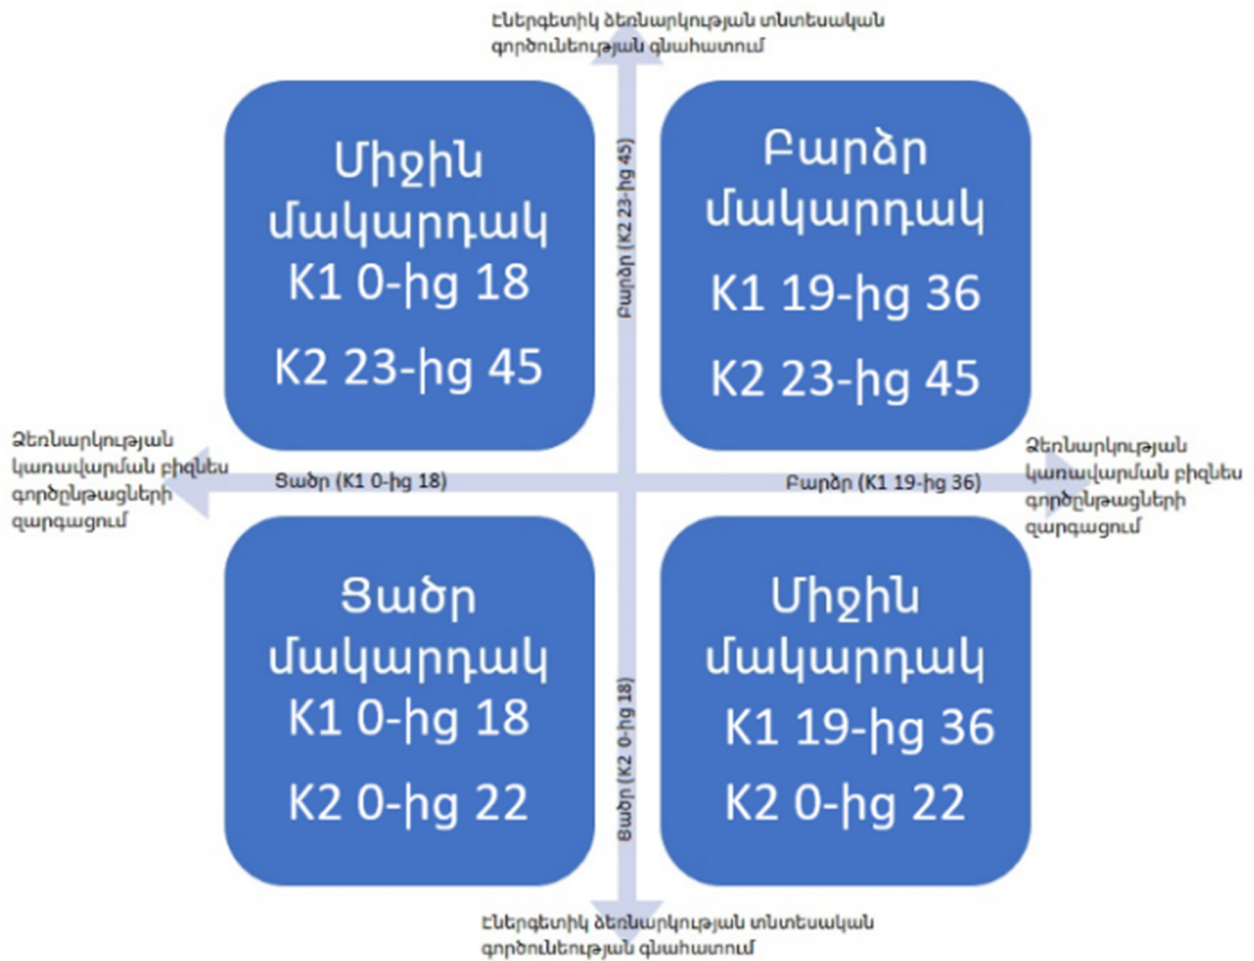 Էներգետիկ ձեռնարկության տնտեսական
գործունեության գնահատում
Միջին
մակարդակ
K1 0-ից 18
K2 23-ից 45
Բարձր (K2 23-ից 45)
Բարձր
մակարդակ
K1 19-ից 36
K2 23-ից 45
Ձեռնարկության
կառավարման բիզնես
գործընթացների
զարգացում
Ցածր (K1 0-ից 18)
Բարձր (K1 19-ից 36)
Ձեռնարկության
կառավարման բիզնես
գործընթացների
զարգացում
Ցածր
մակարդակ
K1 0-ից 18
K2 0-ից 22
Ցածր (K2 0-ից 18)
Միջին
մակարդակ
K1 19-ից 36
K2 0-ից 22
Էներգետիկ ձեռնարկության տնտեսական
գործունեության գնահատում